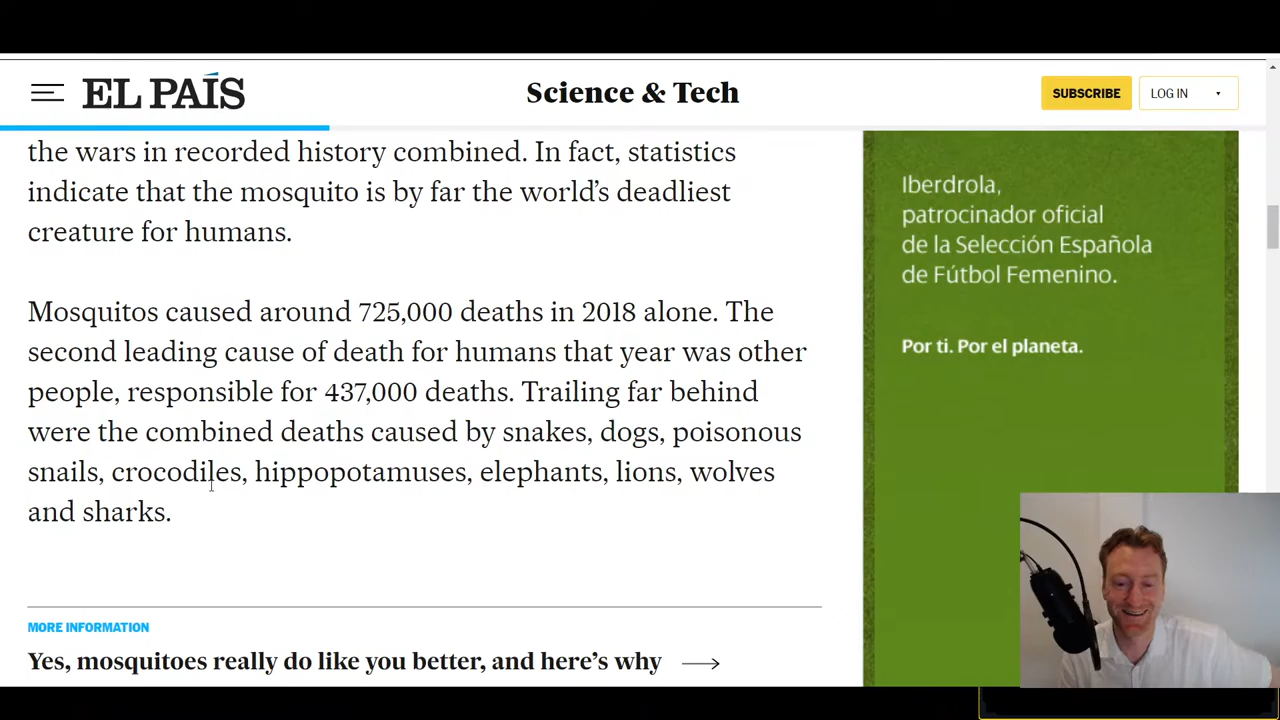 EL PAÍS
Science & Tech
SUBSCRIBE
LOG IN
the wars in recorded history combined. In fact, statistics
indicate that the mosquito is by far the world’s deadliest
creature for humans.
Mosquitos caused around 725,000 deaths in 2018 alone. The
second leading cause of death for humans that year was other
people, responsible for 437,000 deaths. Trailing far behind
were the combined deaths caused by snakes, dogs, poisonous
snails, crocodiles, hippopotamuses, elephants, lions, wolves
and sharks.
MORE INFORMATION
Yes, mosquitoes really do like you better, and here’s why
Iberdrola,
patrocinador oficial
de la Selección Española
de Fútbol Femenino.
Por ti. Por el planeta.